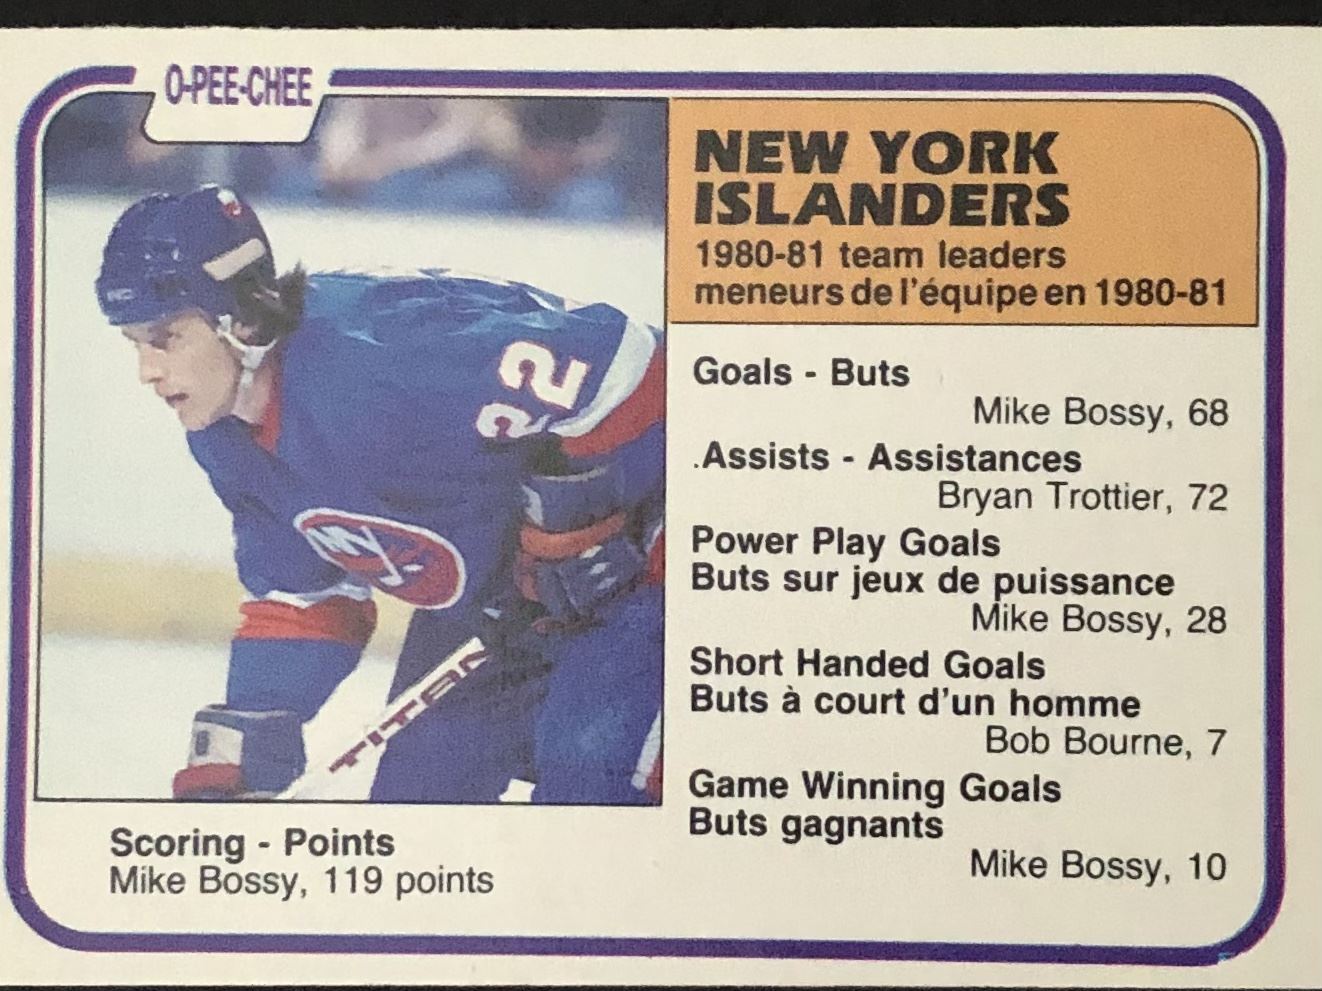 O-PEE-CHEE
NEW YORK
ISLANDERS
1980-81 team leaders
meneurs de l'équipe en 1980-81
Goals - Buts
Mike Bossy, 68
.Assists - Assistances
Bryan Trottier, 72
Power Play Goals
Buts sur jeux de puissance
Mike Bossy, 28
Short Handed Goals
Buts à court d'un homme
Bob Bourne, 7
Game Winning Goals
Buts gagnants
Mike Bossy, 10
22
NY
TITAN
Scoring - Points
Mike Bossy, 119 points